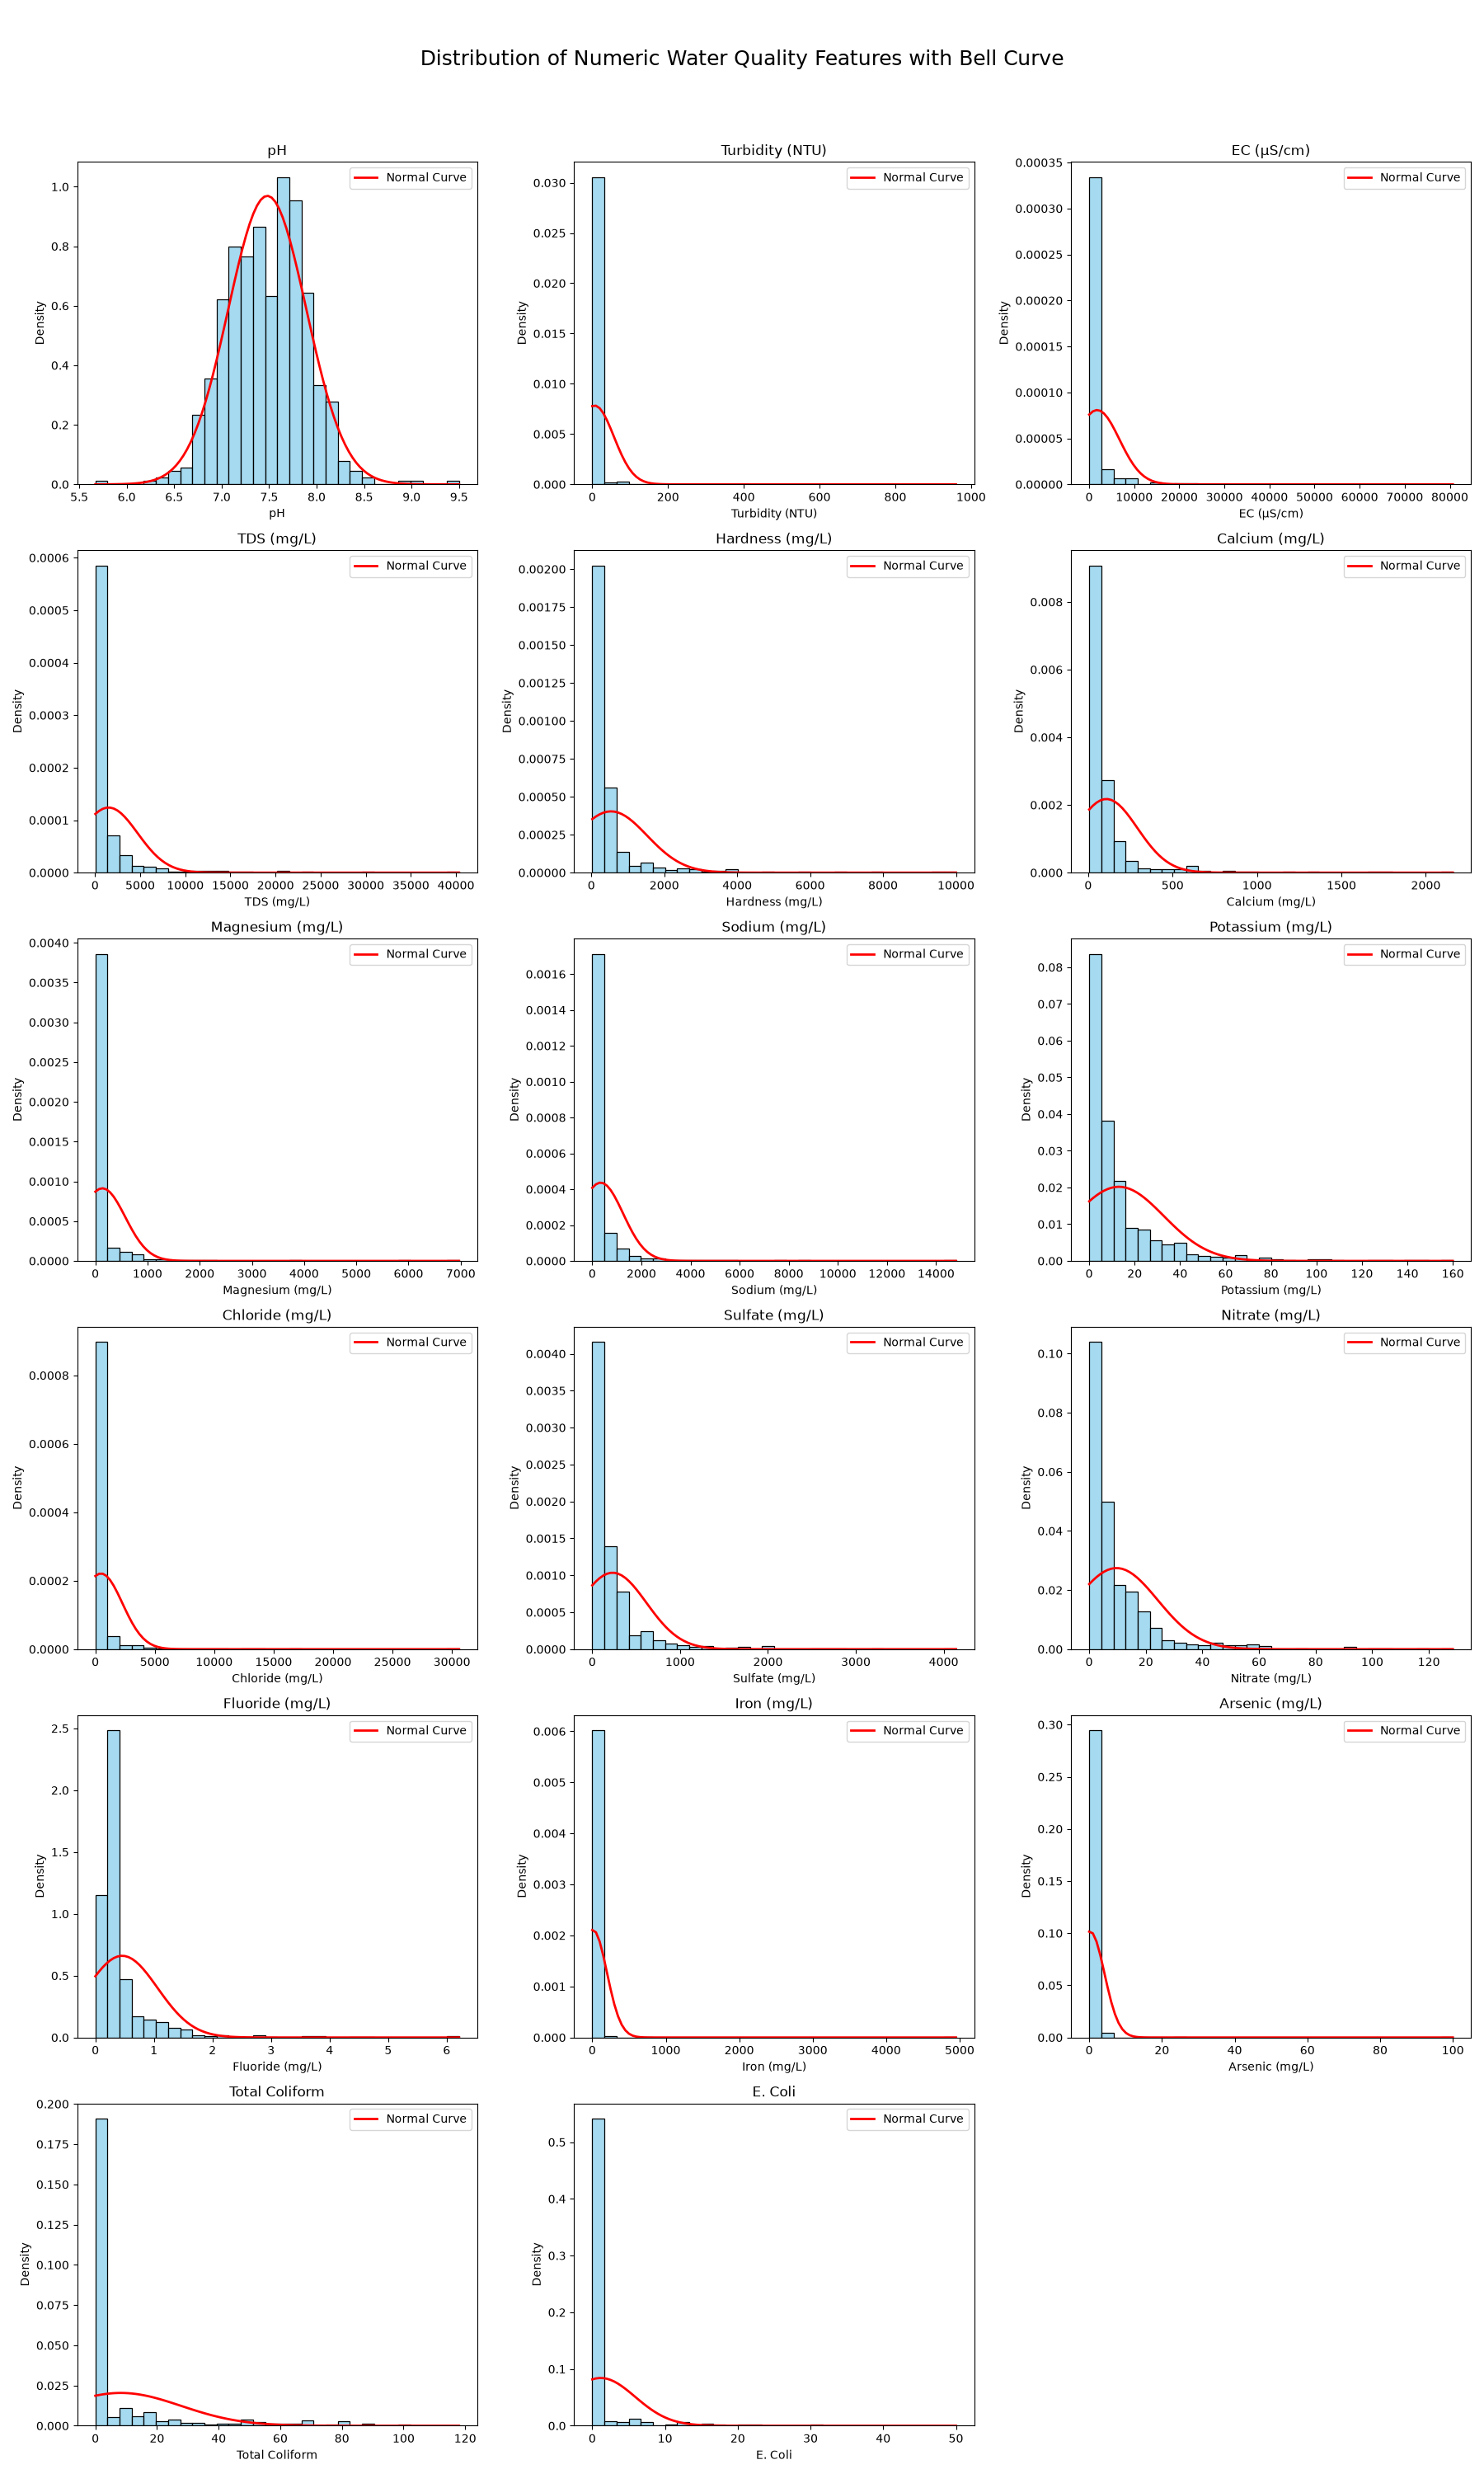 Distribution of Numeric Water Quality Features with Bell Curve
pH
Normal Curve
Density
1.0
0.8
0.6
0.4
0.2
0.0
5.5 6.0 6.5 7.0 7.5 8.0 8.5 9.0 9.5
pH
Turbidity (NTU)
Normal Curve
Density
0.030
0.025
0.020
0.015
0.010
0.005
0.000
0 200 400 600 800 1000
Turbidity (NTU)
EC (µS/cm)
Normal Curve
Density
0.00035
0.00030
0.00025
0.00020
0.00015
0.00010
0.00005
0.00000
0 10000 20000 30000 40000 50000 60000 70000 80000
EC (µS/cm)
TDS (mg/L)
Normal Curve
Density
0.0006
0.0005
0.0004
0.0003
0.0002
0.0001
0.0000
0 5000 10000 15000 20000 25000 30000 35000 40000
TDS (mg/L)
Hardness (mg/L)
Normal Curve
Density
0.00200
0.00175
0.00150
0.00125
0.00100
0.00075
0.00050
0.00025
0.00000
0 2000 4000 6000 8000 10000
Hardness (mg/L)
Calcium (mg/L)
Normal Curve
Density
0.008
0.006
0.004
0.002
0.000
0 500 1000 1500 2000
Calcium (mg/L)
Magnesium (mg/L)
Normal Curve
Density
0.0040
0.0035
0.0030
0.0025
0.0020
0.0015
0.0010
0.0005
0.0000
0 1000 2000 3000 4000 5000 6000 7000
Magnesium (mg/L)
Sodium (mg/L)
Normal Curve
Density
0.0016
0.0014
0.0012
0.0010
0.0008
0.0006
0.0004
0.0002
0.0000
0 2000 4000 6000 8000 10000 12000 14000
Sodium (mg/L)
Potassium (mg/L)
Normal Curve
Density
0.08
0.07
0.06
0.05
0.04
0.03
0.02
0.01
0.00
0 20 40 60 80 100 120 140 160
Potassium (mg/L)
Chloride (mg/L)
Normal Curve
Density
0.0008
0.0006
0.0004
0.0002
0.0000
0 5000 10000 15000 20000 25000 30000
Chloride (mg/L)
Sulfate (mg/L)
Normal Curve
Density
0.0040
0.0035
0.0030
0.0025
0.0020
0.0015
0.0010
0.0005
0.0000
0 1000 2000 3000 4000
Sulfate (mg/L)
Nitrate (mg/L)
Normal Curve
Density
0.10
0.08
0.06
0.04
0.02
0.00
0 20 40 60 80 100 120
Nitrate (mg/L)
Fluoride (mg/L)
Normal Curve
Density
2.5
2.0
1.5
1.0
0.5
0.0
0 1 2 3 4 5 6
Fluoride (mg/L)
Iron (mg/L)
Normal Curve
Density
0.006
0.005
0.004
0.003
0.002
0.001
0.000
0 1000 2000 3000 4000 5000
Iron (mg/L)
Arsenic (mg/L)
Normal Curve
Density
0.30
0.25
0.20
0.15
0.10
0.05
0.00
0 20 40 60 80 100
Arsenic (mg/L)
Total Coliform
Normal Curve
Density
0.200
0.175
0.150
0.125
0.100
0.075
0.050
0.025
0.000
0 20 40 60 80 100 120
Total Coliform
E. Coli
Normal Curve
Density
0.5
0.4
0.3
0.2
0.1
0.0
0 10 20 30 40 50
E. Coli